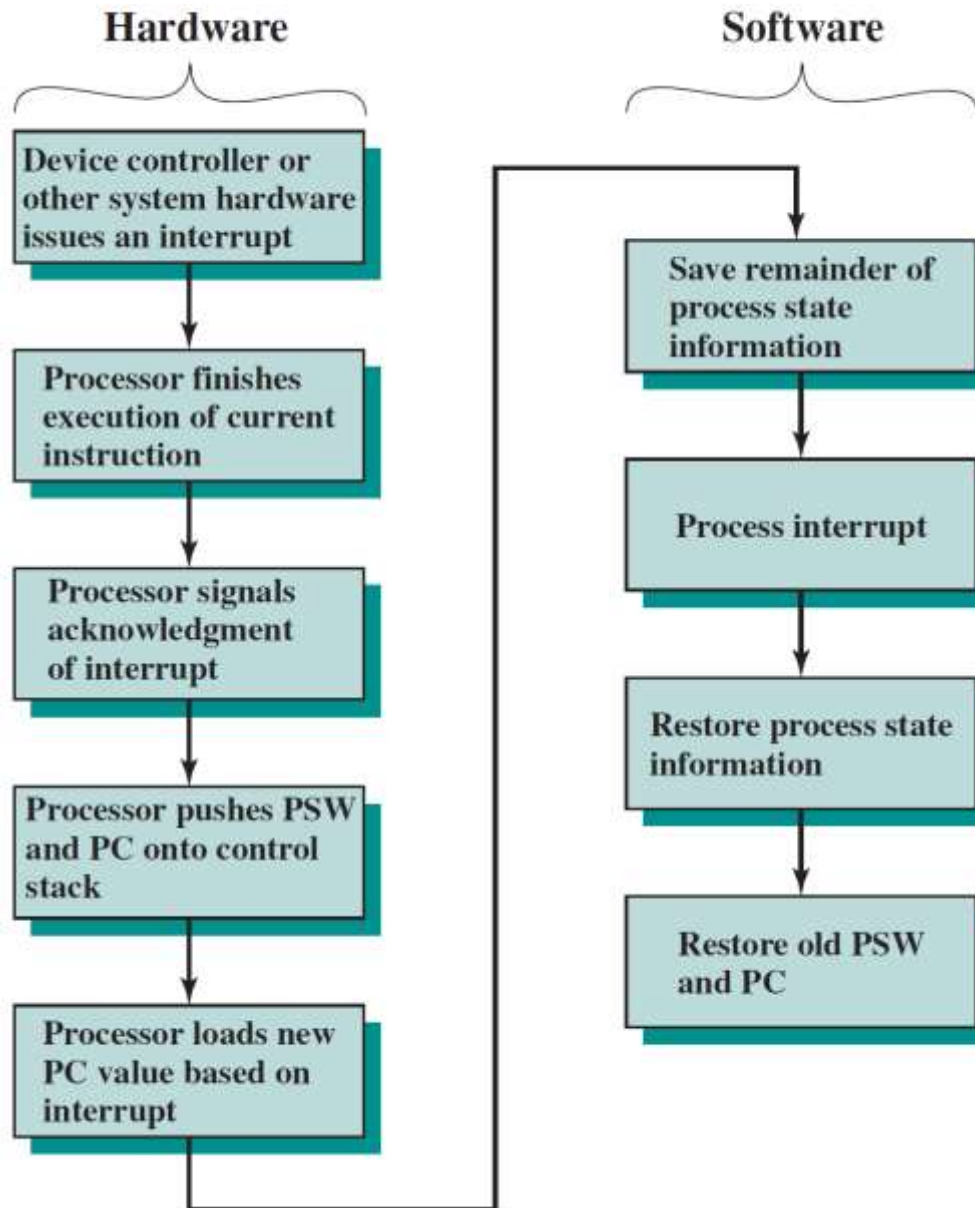 Hardware
Device controller or
other system hardware
issues an interrupt
Processor finishes
execution of current
instruction
Processor signals
acknowledgment
of interrupt
Processor pushes PSW
and PC onto control
stack
Processor loads new
PC value based on
interrupt
Software
Save remainder of
process state
information
Process interrupt
Restore process state
information
Restore old PSW
and PC